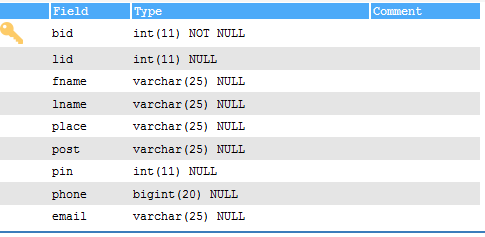 Field Type Comment
bid int(11) NOT NULL
lid int(11) NULL
fname varchar(25) NULL
lname varchar(25) NULL
place varchar(25) NULL
post varchar(25) NULL
pin int(11) NULL
phone bigint(20) NULL
email varchar(25) NULL